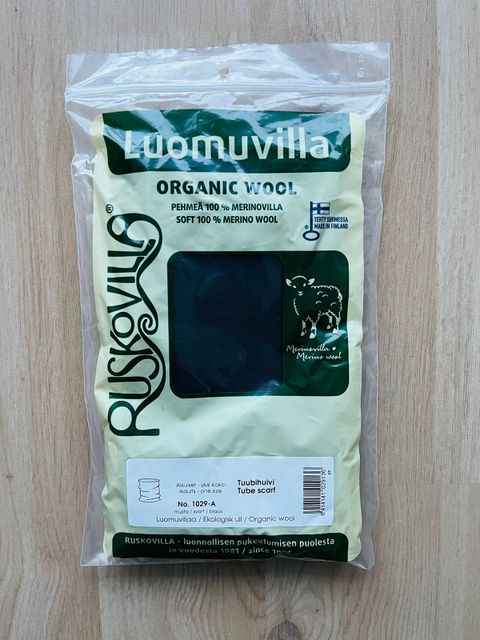 Luomuvilla
ORGANIC WOOL
PEHMEÄ 100 % MERINOVILLA
SOFT 100 % MERINO WOOL
TEHTY SUOMESSA
MADE IN FINLAND
RUSKOVILLA®
Merinovilla •
Merino wool
Aikuiset - yksi koko
Adults - one size
Tuubihuivi
Tube scarf
No. 1029-A
musta / svart / black
Luomuvillaa / Ekologisk ull / Organic wool
RUSKOVILLA - luonnollisen pukeutumisen puolesta
jo vuodesta 1981 / since 1981